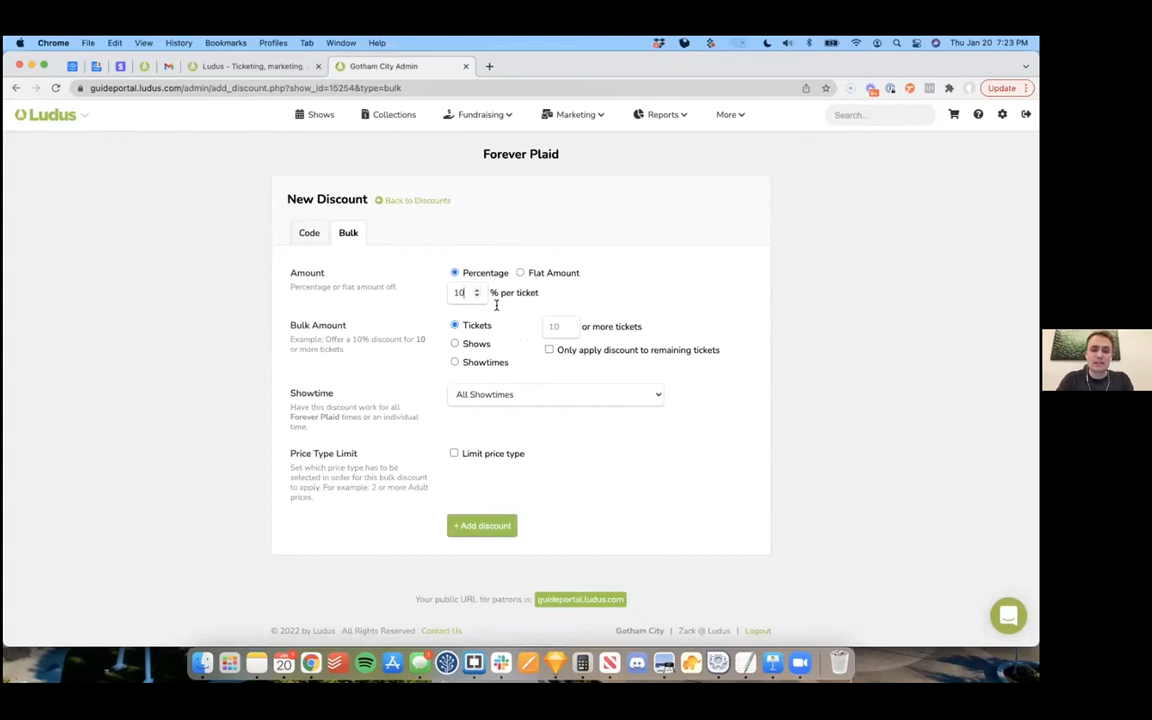 Chrome File Edit View History Bookmarks Profiles Tab Window Help Thu Jan 20 7:23 PM
Ludus - Ticketing, marketing, Gotham City Admin
guideportal.ludus.com/admin/add_discount.php?show_id=15254&type=bulk Update
Ludus Shows Collections Fundraising Marketing Reports More Search...
Forever Plaid
New Discount Back to Discounts
Code Bulk
Amount Percentage Flat Amount
Percentage or flat amount off.
10 % per ticket
Bulk Amount Tickets 10 or more tickets
Example: Offer a 10% discount for 10
or more tickets
Shows Only apply discount to remaining tickets
Showtimes
Showtime All Showtimes
Have this discount work for all
Forever Plaid times or an individual
time.
Price Type Limit Limit price type
Set which price type has to be
selected in order for this bulk discount
to apply. For example: 2 or more Adult
prices.
+ Add discount
Your public URL for patrons is: guideportal.ludus.com
© 2022 by Ludus All Rights Reserved Contact Us Gotham City | Zack @ Ludus | Logout